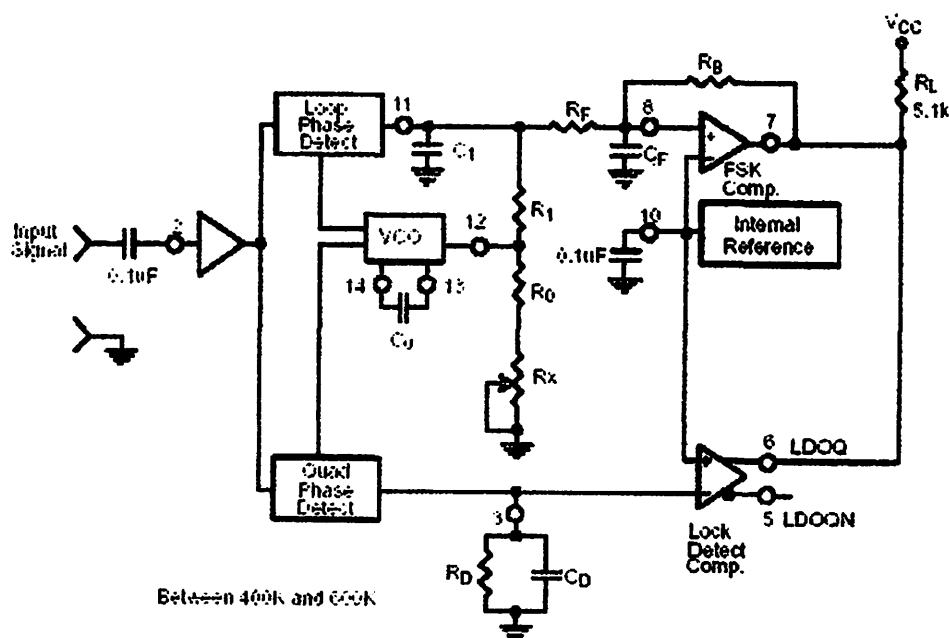 VCC
RB
RL
5.1k
11
RF
8
7
Loop
Phase
Detect
C1
CF
FSK
Comp.
R1
10
Internal
Reference
Input
Signal
2
VCO
12
0.1uF
0.1uF
14
13
R0
C0
Rx
6
LDOQ
Quad
Phase
Detect
3
5
LDOQN
Lock
Detect
Comp.
RD
CD
Between 400K and 600K